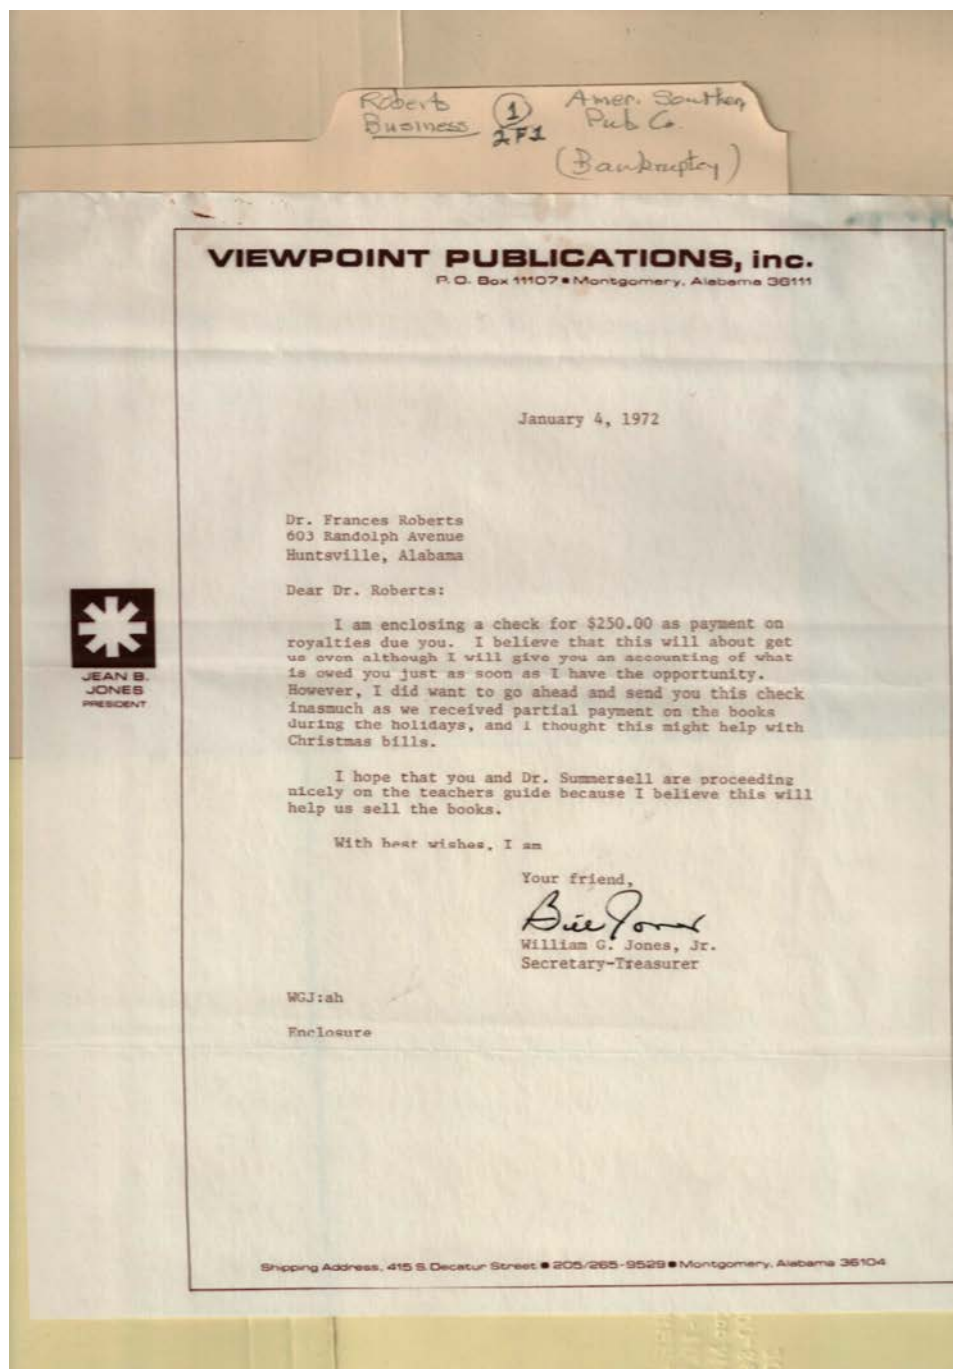 Roberts
Business
1
2F1
Amer. Southern
Pub Co.
(Bankruptcy)
VIEWPOINT PUBLICATIONS, inc.
P. O. Box 11107 • Montgomery, Alabama 36111
January 4, 1972
Dr. Frances Roberts
603 Randolph Avenue
Huntsville, Alabama
Dear Dr. Roberts:
I am enclosing a check for $250.00 as payment on
royalties due you. I believe that this will about get
us even although I will give you an accounting of what
is owed you just as soon as I have the opportunity.
However, I did want to go ahead and send you this check
inasmuch as we received partial payment on the books
during the holidays, and I thought this might help with
Christmas bills.
JEAN B.
JONES
PRESIDENT
I hope that you and Dr. Summersell are proceeding
nicely on the teachers guide because I believe this will
help us sell the books.
With best wishes, I am
Your friend,
Bill Jones
William G. Jones, Jr.
Secretary-Treasurer
WGJ:ah
Enclosure
Shipping Address, 415 S. Decatur Street • 205/265-9529 • Montgomery, Alabama 36104